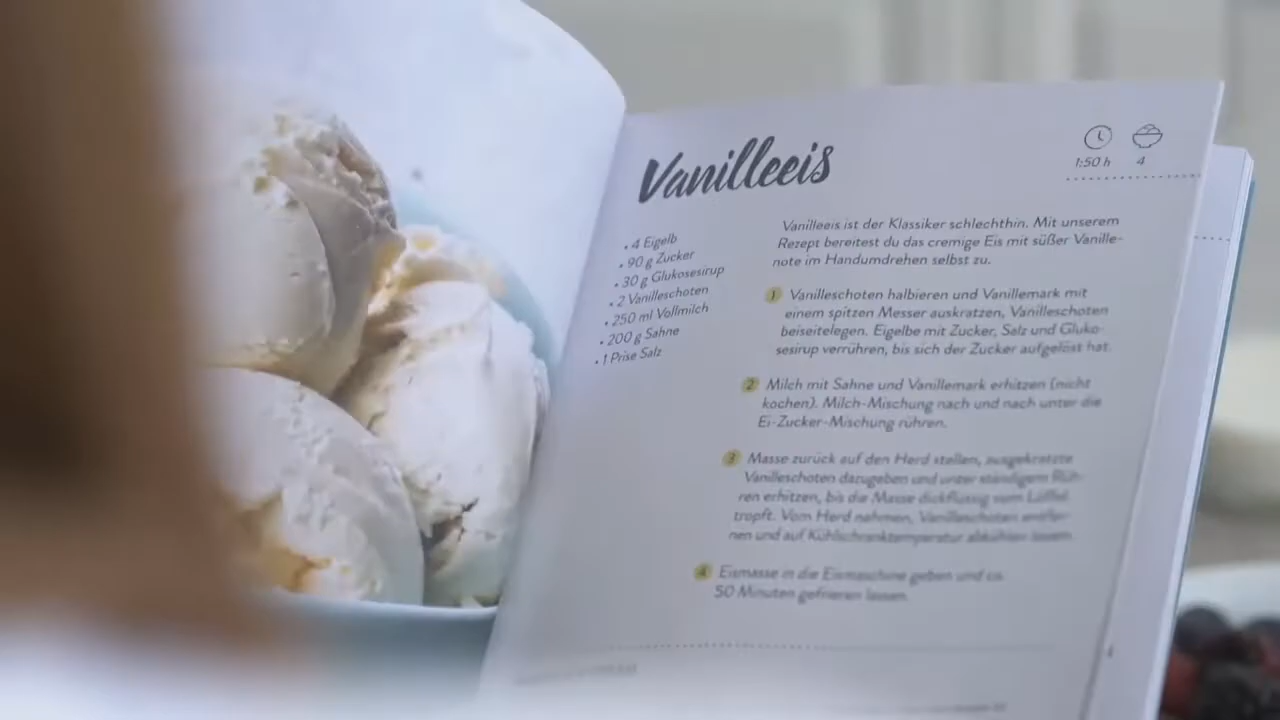 Vanilleeis
1:50 h
4
• 4 Eigelb
• 90 g Zucker
• 30 g Glukosesirup
• 2 Vanilleschoten
• 250 ml Vollmilch
• 200 g Sahne
• 1 Prise Salz
Vanilleeis ist der Klassiker schlechthin. Mit unserem
Rezept bereitest du das cremige Eis mit süßer Vanille-
note im Handumdrehen selbst zu.
1 Vanilleschoten halbieren und Vanillemark mit
einem spitzen Messer auskratzen, Vanilleschoten
beiseitelegen. Eigelbe mit Zucker, Salz und Gluko-
sesirup verrühren, bis sich der Zucker aufgelöst hat.
2 Milch mit Sahne und Vanillemark erhitzen (nicht
kochen). Milch-Mischung nach und nach unter die
Ei-Zucker-Mischung rühren.
3 Masse zurück auf den Herd stellen, ausgekratzte
Vanilleschoten dazugeben und unter ständigem Rüh-
ren erhitzen, bis die Masse dickflüssig vom Löffel
tropft. Vom Herd nehmen, Vanilleschoten entfer-
nen und auf Kühlschranktemperatur abkühlen lassen.
4 Eismasse in die Eismaschine geben und ca.
50 Minuten gefrieren lassen.